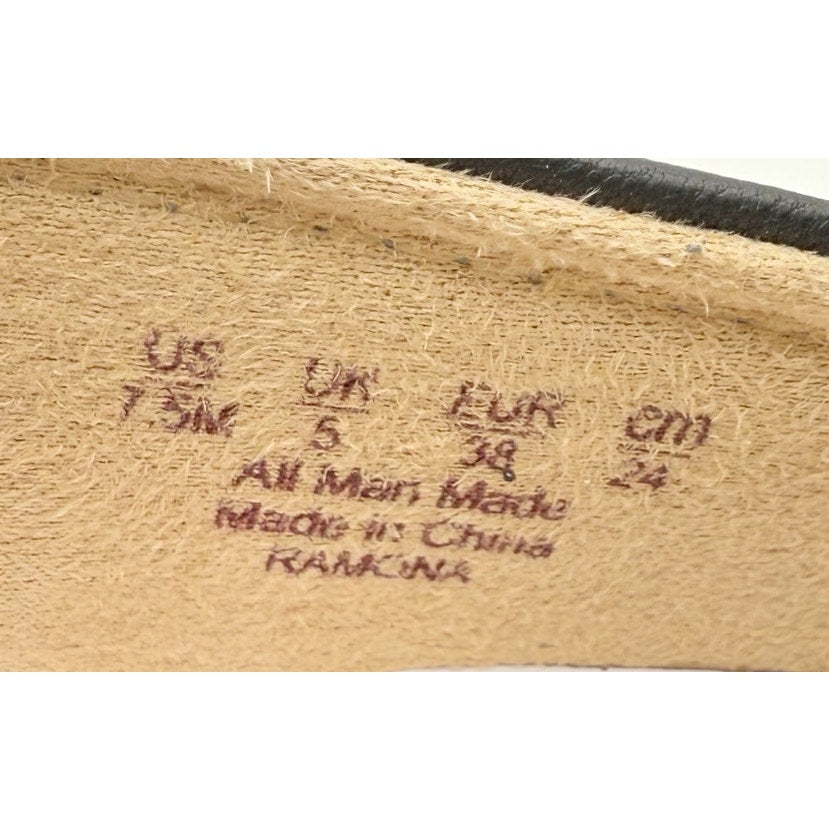 US UK EUR cm
7.5M 5 38 24
All Man Made
Made in China
RAMONA